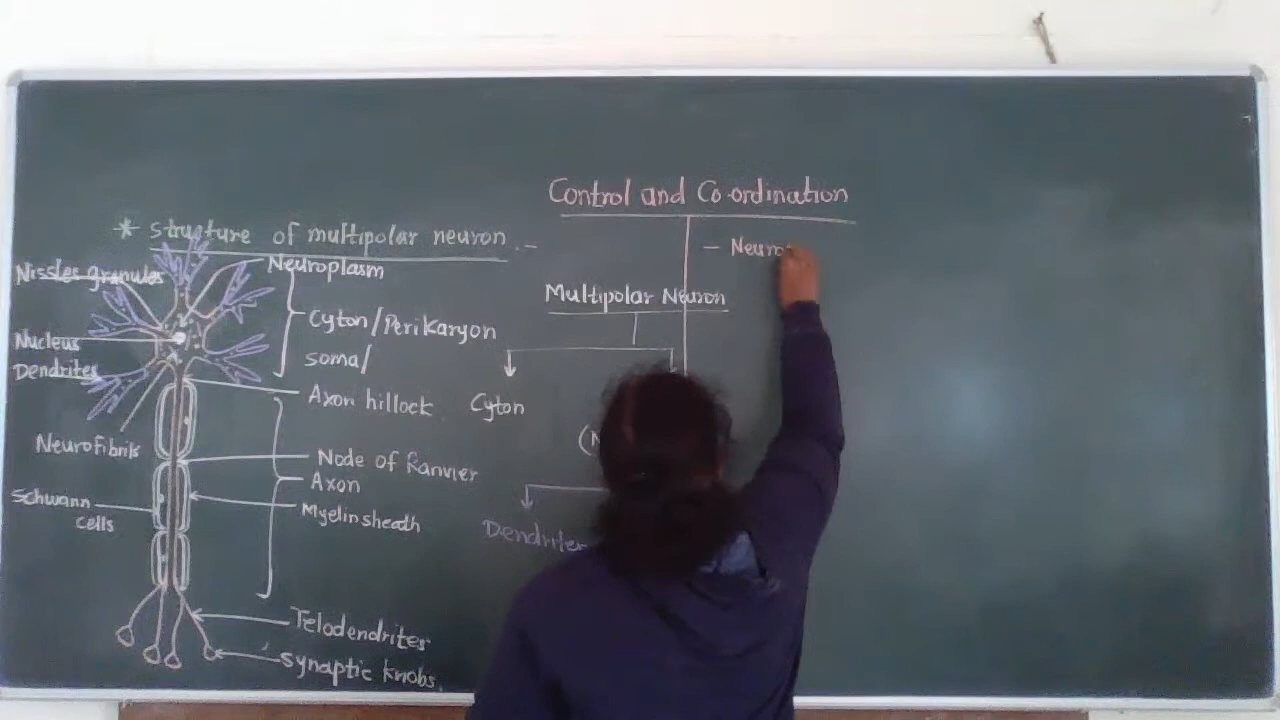 Control and Co-ordination
* structure of multipolar neuron.-
Nissles granules
Neuroplasm
Cyton/Perikaryon
soma/
Nucleus
Dendrites
Axon hillock
Neurofibrils
Node of Ranvier
Axon
Schwann
cells
Myelin sheath
Telodendrites
synaptic knobs.
Multipolar Neuron
Cyton
(N
Dendrites
- Neuron